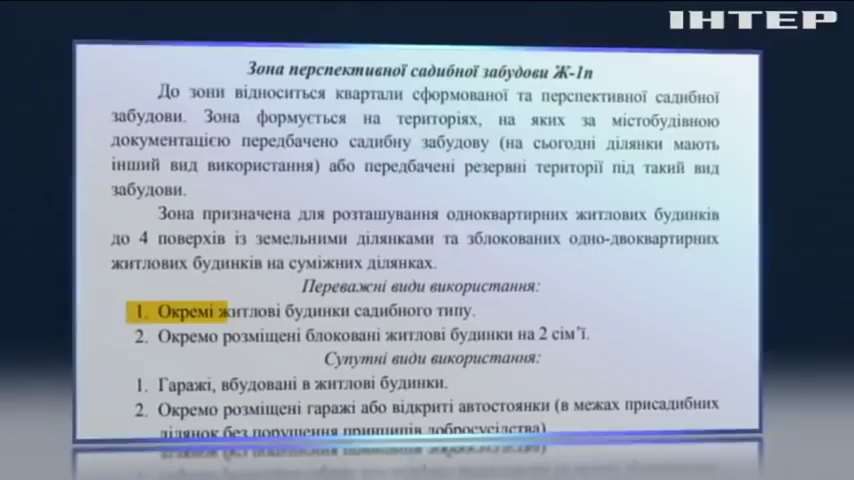 ІНТЕР
Зона перспективної садибної забудови Ж-1п
До зони відноситься квартали сформованої та перспективної садибної
забудови. Зона формується на територіях, на яких за містобудівною
документацією передбачено садибну забудову (на сьогодні ділянки мають
інший вид використання) або передбачені резервні території під такий вид
забудови.
Зона призначена для розташування одноквартирних житлових будинків
до 4 поверхів із земельними ділянками та зблокованих одно-двоквартирних
житлових будинків на суміжних ділянках.
Переважні види використання:
1. Окремі житлові будинки садибного типу.
2. Окремо розміщені блоковані житлові будинки на 2 сім’ї.
Супутні види використання:
1. Гаражі, вбудовані в житлові будинки.
2. Окремо розміщені гаражі або відкриті автостоянки (в межах присадибних
ділянок без порушення принципів добросусідства)